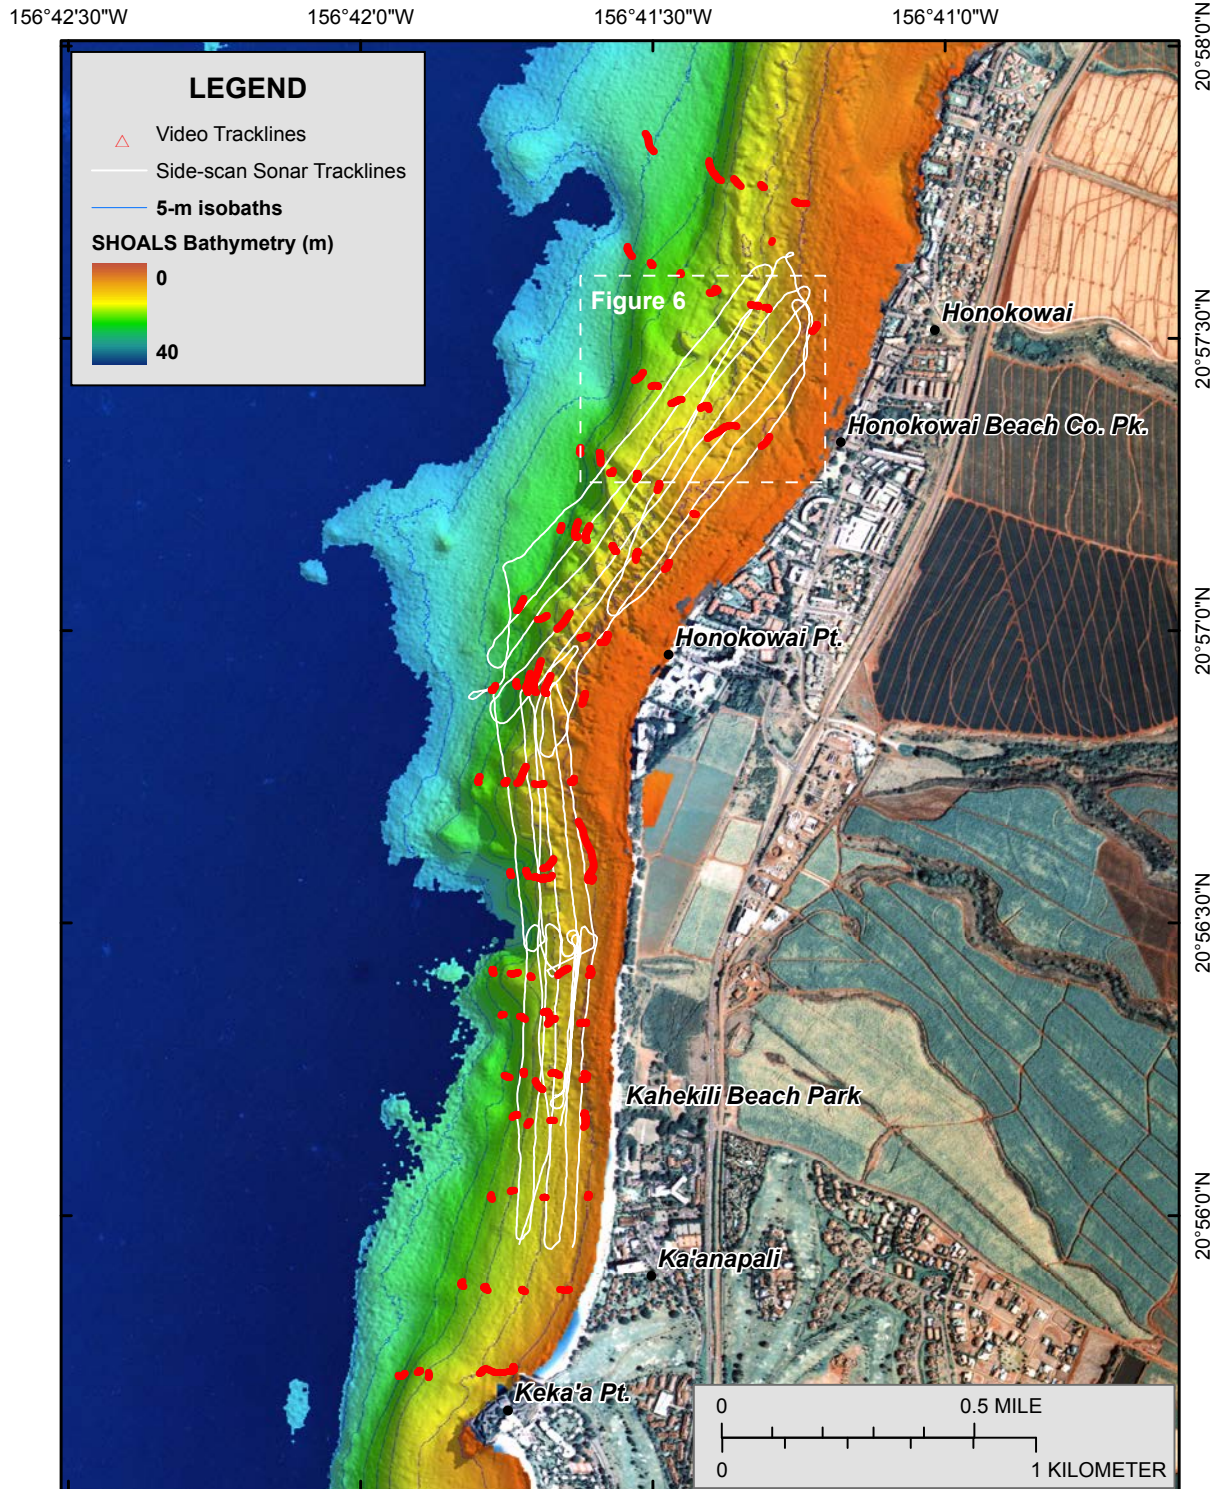 156°42'30"W 156°42'0"W 156°41'30"W 156°41'0"W
20°58'0"N
LEGEND
Video Tracklines
Side-scan Sonar Tracklines
5-m isobaths
SHOALS Bathymetry (m)
0
40
Figure 6
Honokowai
20°57'30"N
Honokowai Beach Co. Pk.
Honokowai Pt.
20°57'0"N
20°56'30"N
Kahekili Beach Park
20°56'0"N
Ka'anapali
Keka'a Pt.
0 0.5 MILE
0 1 KILOMETER